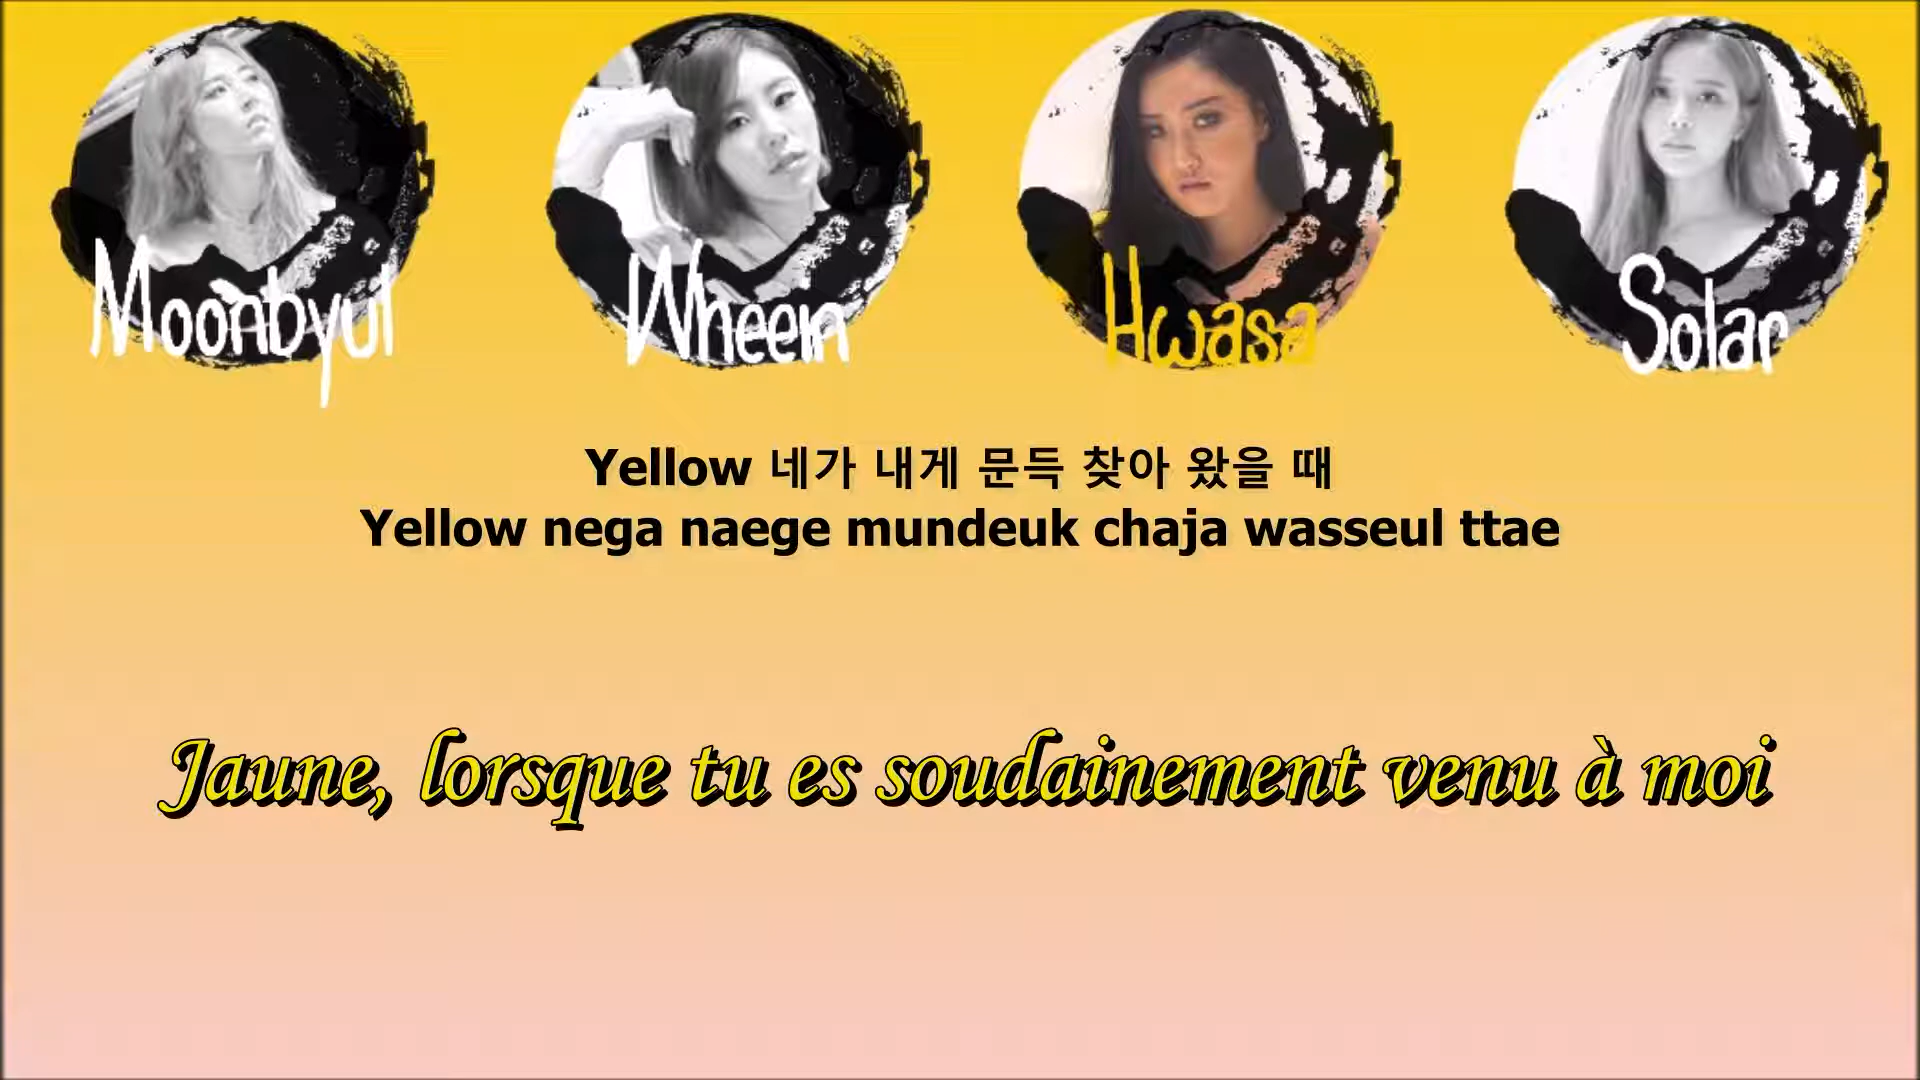 Moonbyul
Wheein
Hwasa
Solar
Yellow 네가 내게 문득 찾아 왔을 때
Yellow nega naege mundeuk chaja wasseul ttae
Jaune, lorsque tu es soudainement venu à moi